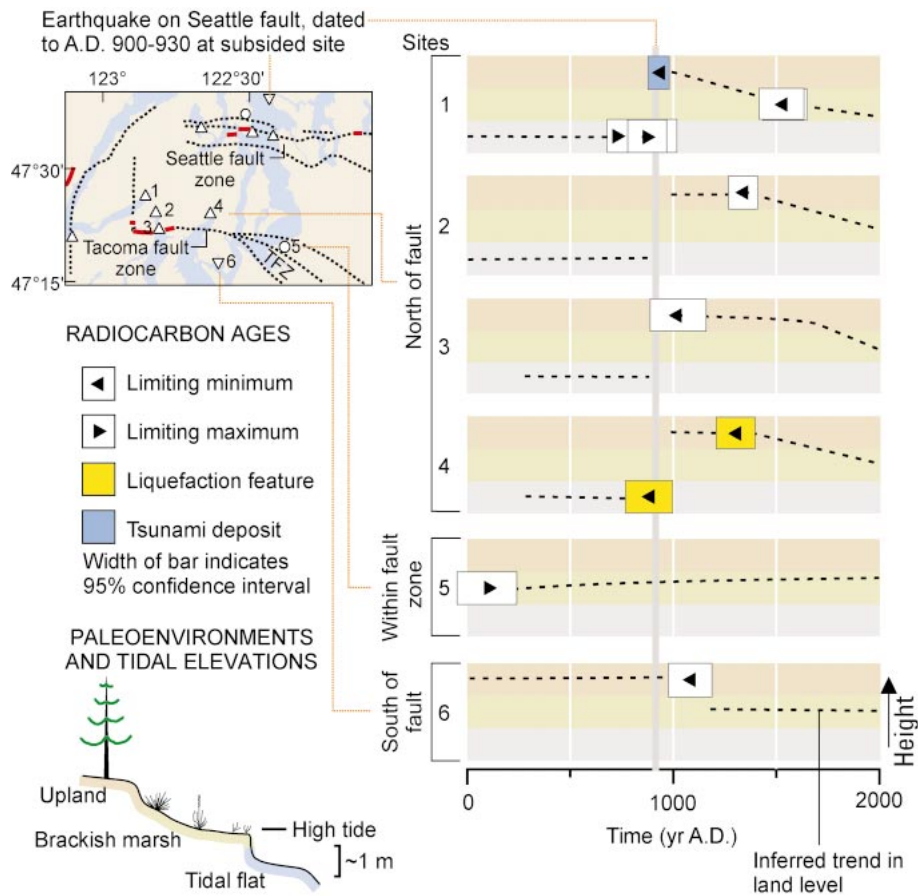 Earthquake on Seattle fault, dated
to A.D. 900-930 at subsided site
Sites
123°
122°30'
47°30'
47°15'
Seattle fault
zone
1
2
3
4
5
6
Tacoma fault
zone
TFZ
RADIOCARBON AGES
Limiting minimum
Limiting maximum
Liquefaction feature
Tsunami deposit
Width of bar indicates
95% confidence interval
PALEOENVIRONMENTS
AND TIDAL ELEVATIONS
Upland
Brackish marsh
High tide
~1 m
Tidal flat
North of fault
1
2
3
4
Within fault
zone
5
South of
fault
6
Height
0
1000
2000
Time (yr A.D.)
Inferred trend in
land level